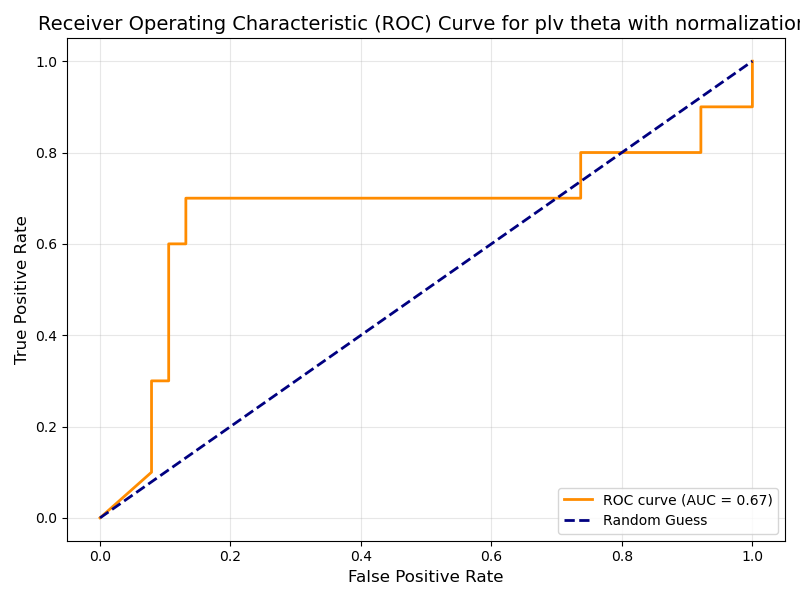 Receiver Operating Characteristic (ROC) Curve for plv theta with normalization
True Positive Rate
1.0
0.8
0.6
0.4
0.2
0.0
0.0 0.2 0.4 0.6 0.8 1.0
False Positive Rate
ROC curve (AUC = 0.67)
Random Guess